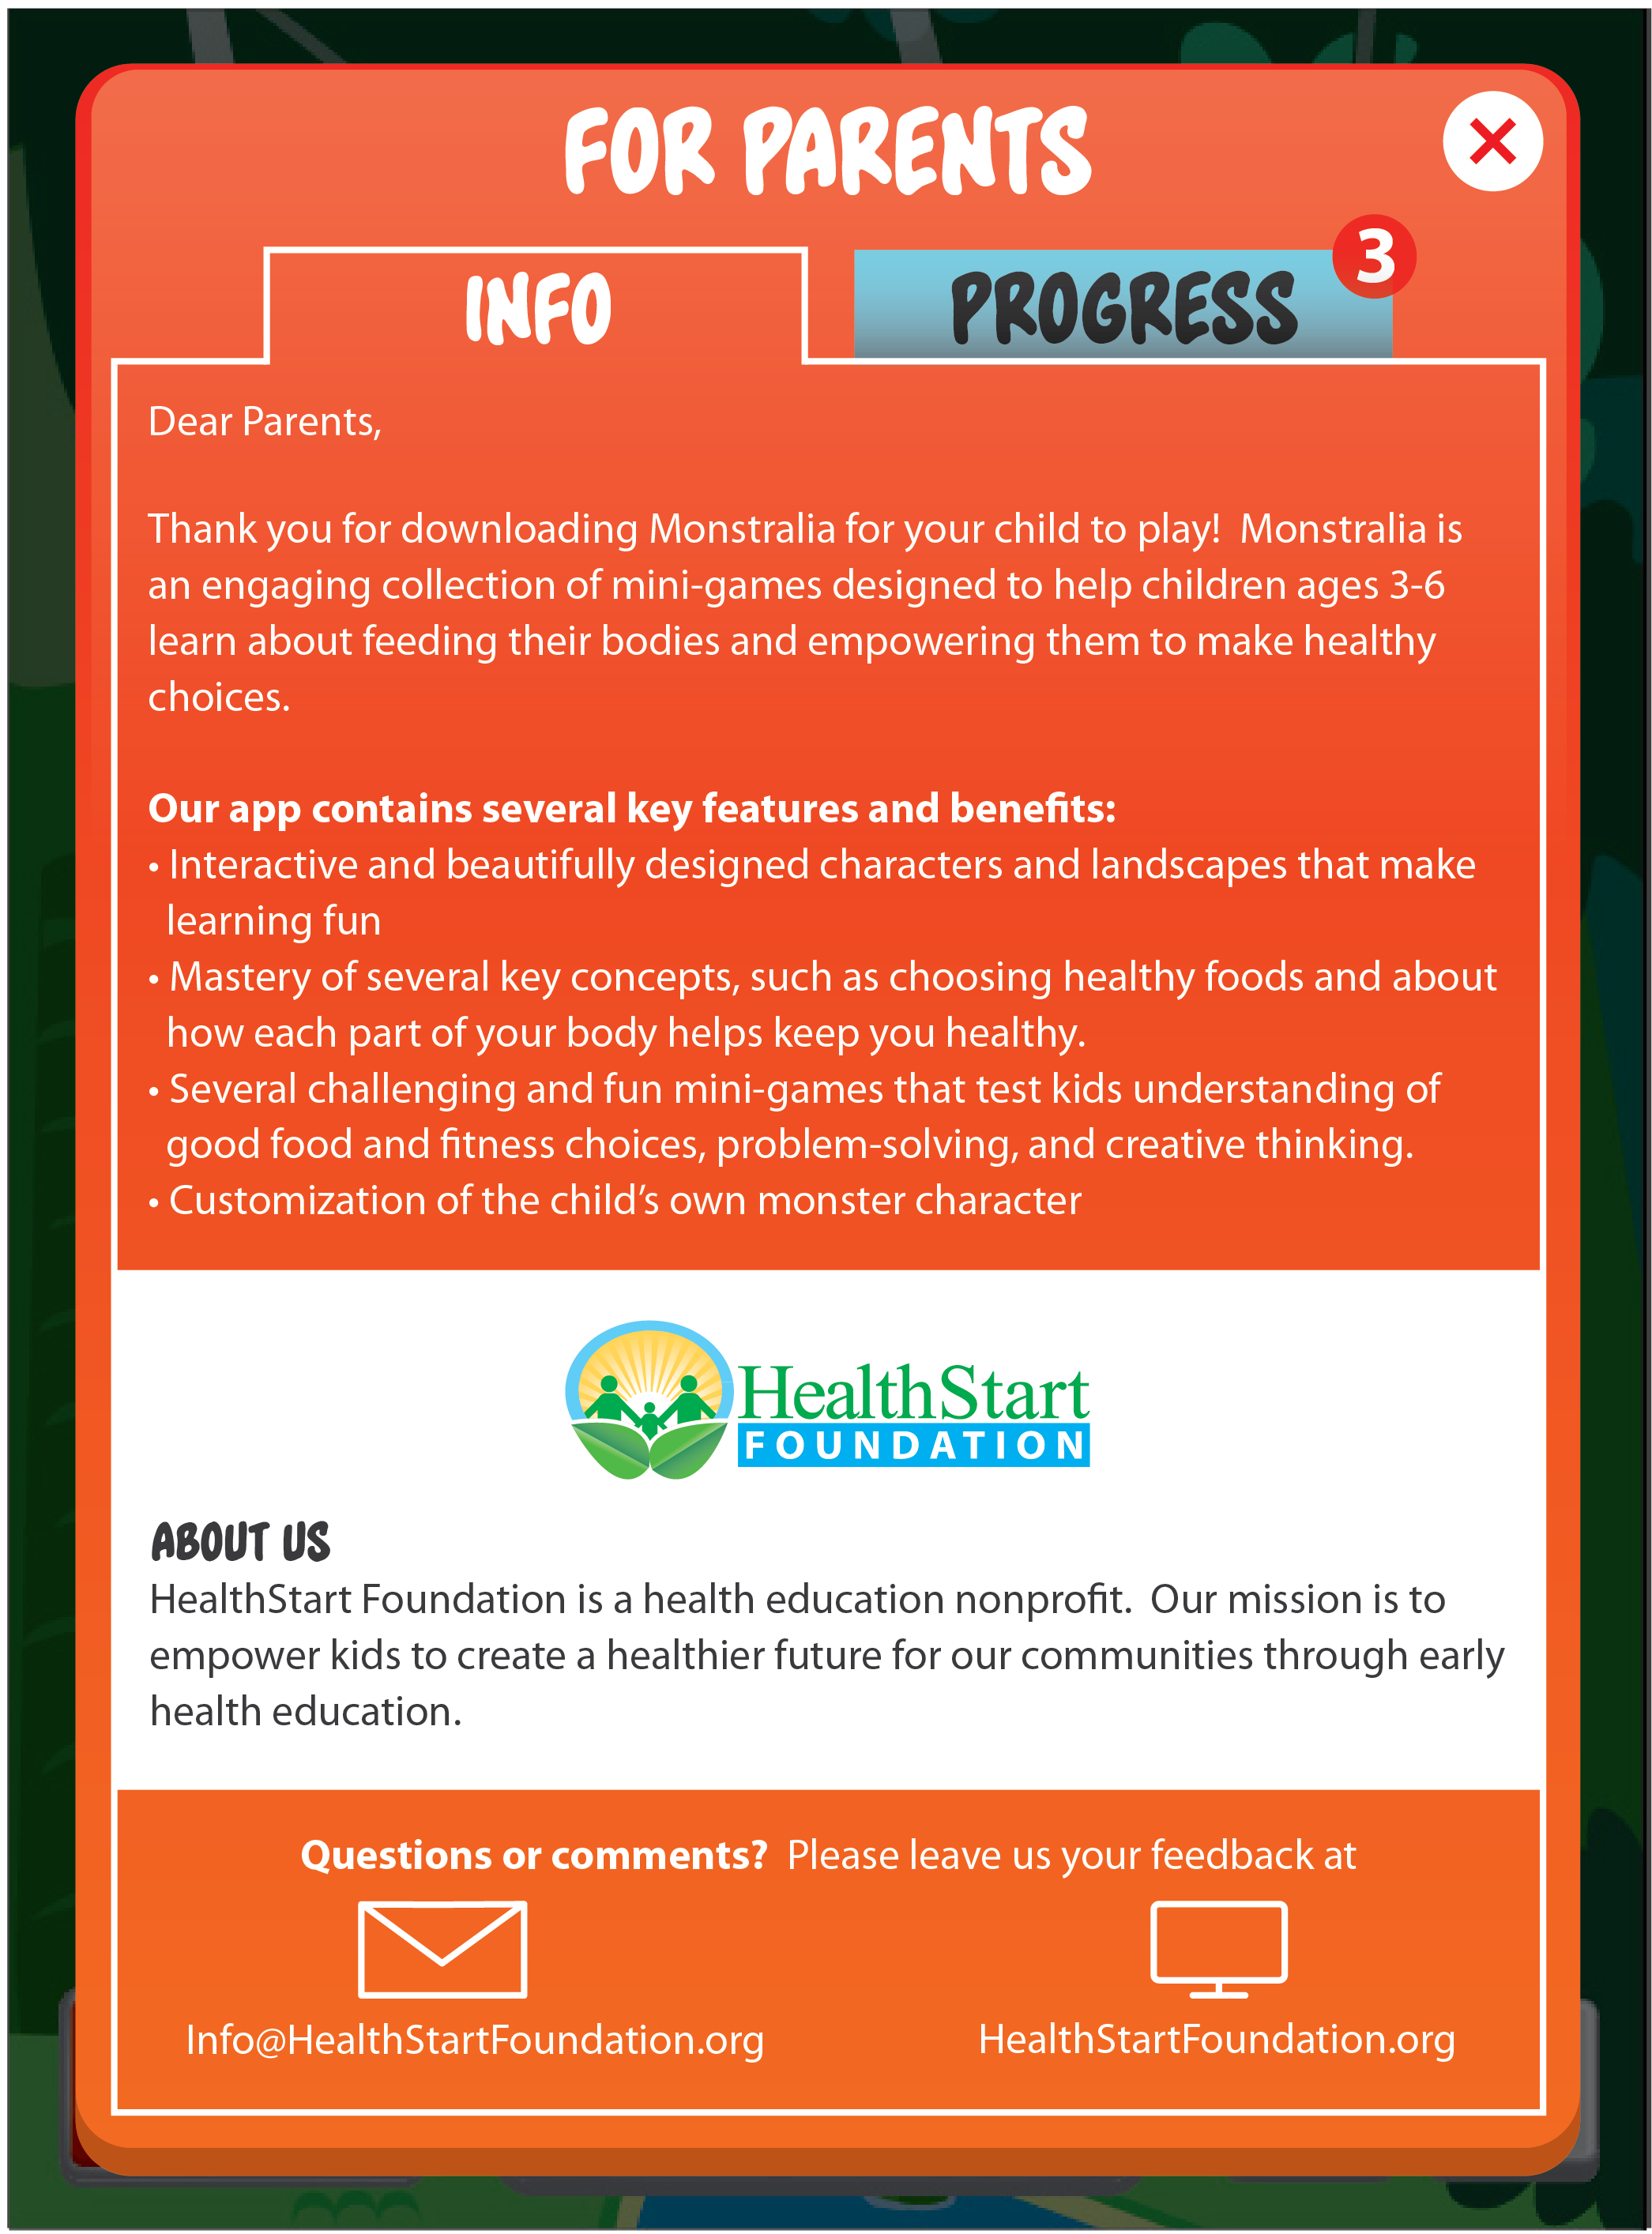 FOR PARENTS
INFO
PROGRESS
3
Dear Parents,
Thank you for downloading Monstralia for your child to play!  Monstralia is
an engaging collection of mini-games designed to help children ages 3-6
learn about feeding their bodies and empowering them to make healthy
choices.
Our app contains several key features and benefits:
• Interactive and beautifully designed characters and landscapes that make
learning fun
• Mastery of several key concepts, such as choosing healthy foods and about
how each part of your body helps keep you healthy.
• Several challenging and fun mini-games that test kids understanding of
good food and fitness choices, problem-solving, and creative thinking.
• Customization of the child’s own monster character
HealthStart
FOUNDATION
ABOUT US
HealthStart Foundation is a health education nonprofit.  Our mission is to
empower kids to create a healthier future for our communities through early
health education.
Questions or comments?  Please leave us your feedback at
Info@HealthStartFoundation.org
HealthStartFoundation.org